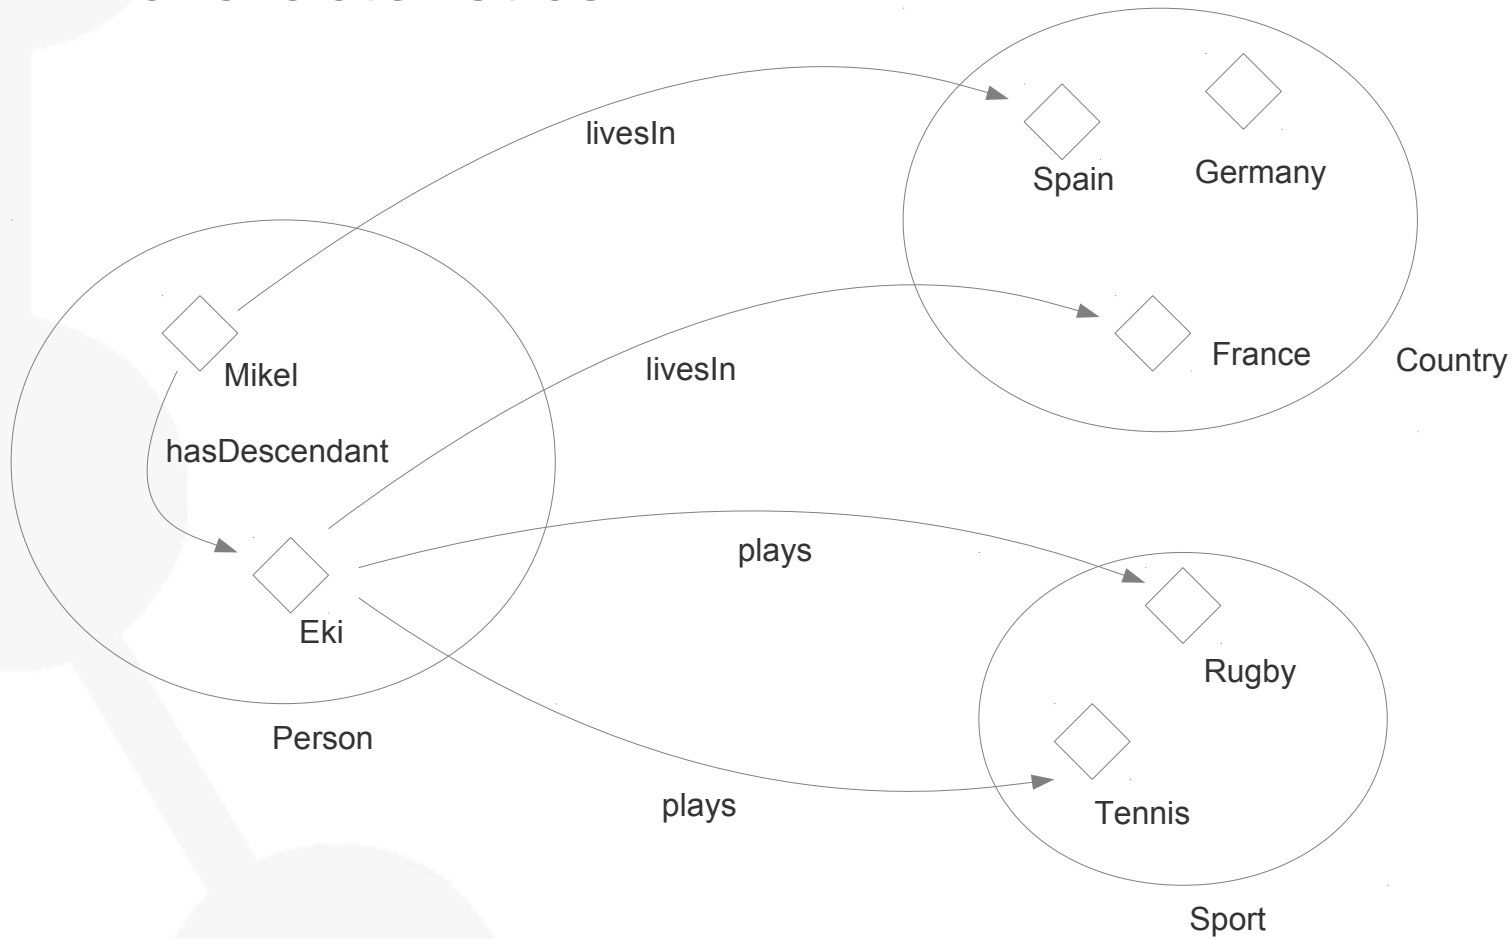 livesIn
Spain
Germany
Mikel
livesIn
France
Country
hasDescendant
plays
Eki
Rugby
Person
plays
Tennis
Sport